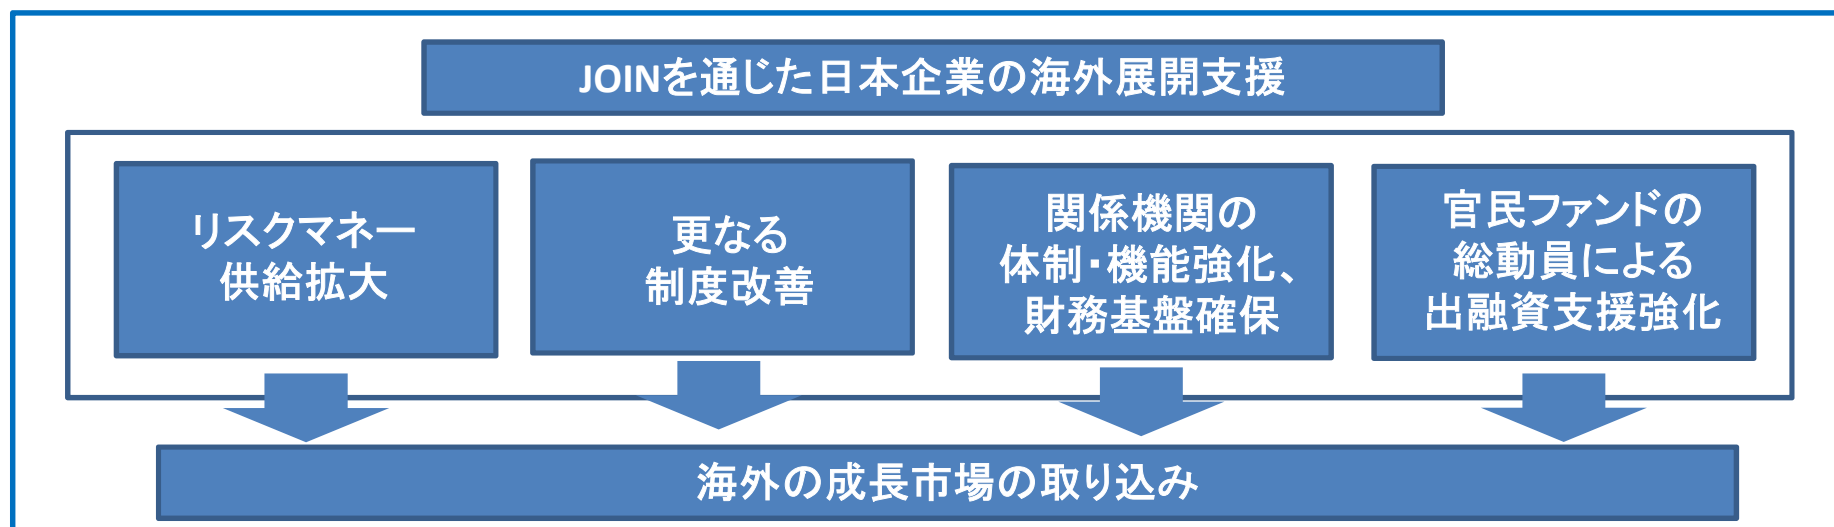 JOINを通じた日本企業の海外展開支援
リスクマネー
供給拡大
更なる
制度改善
関係機関の
体制・機能強化、
財務基盤確保
官民ファンドの
総動員による
出融資支援強化
海外の成長市場の取り込み